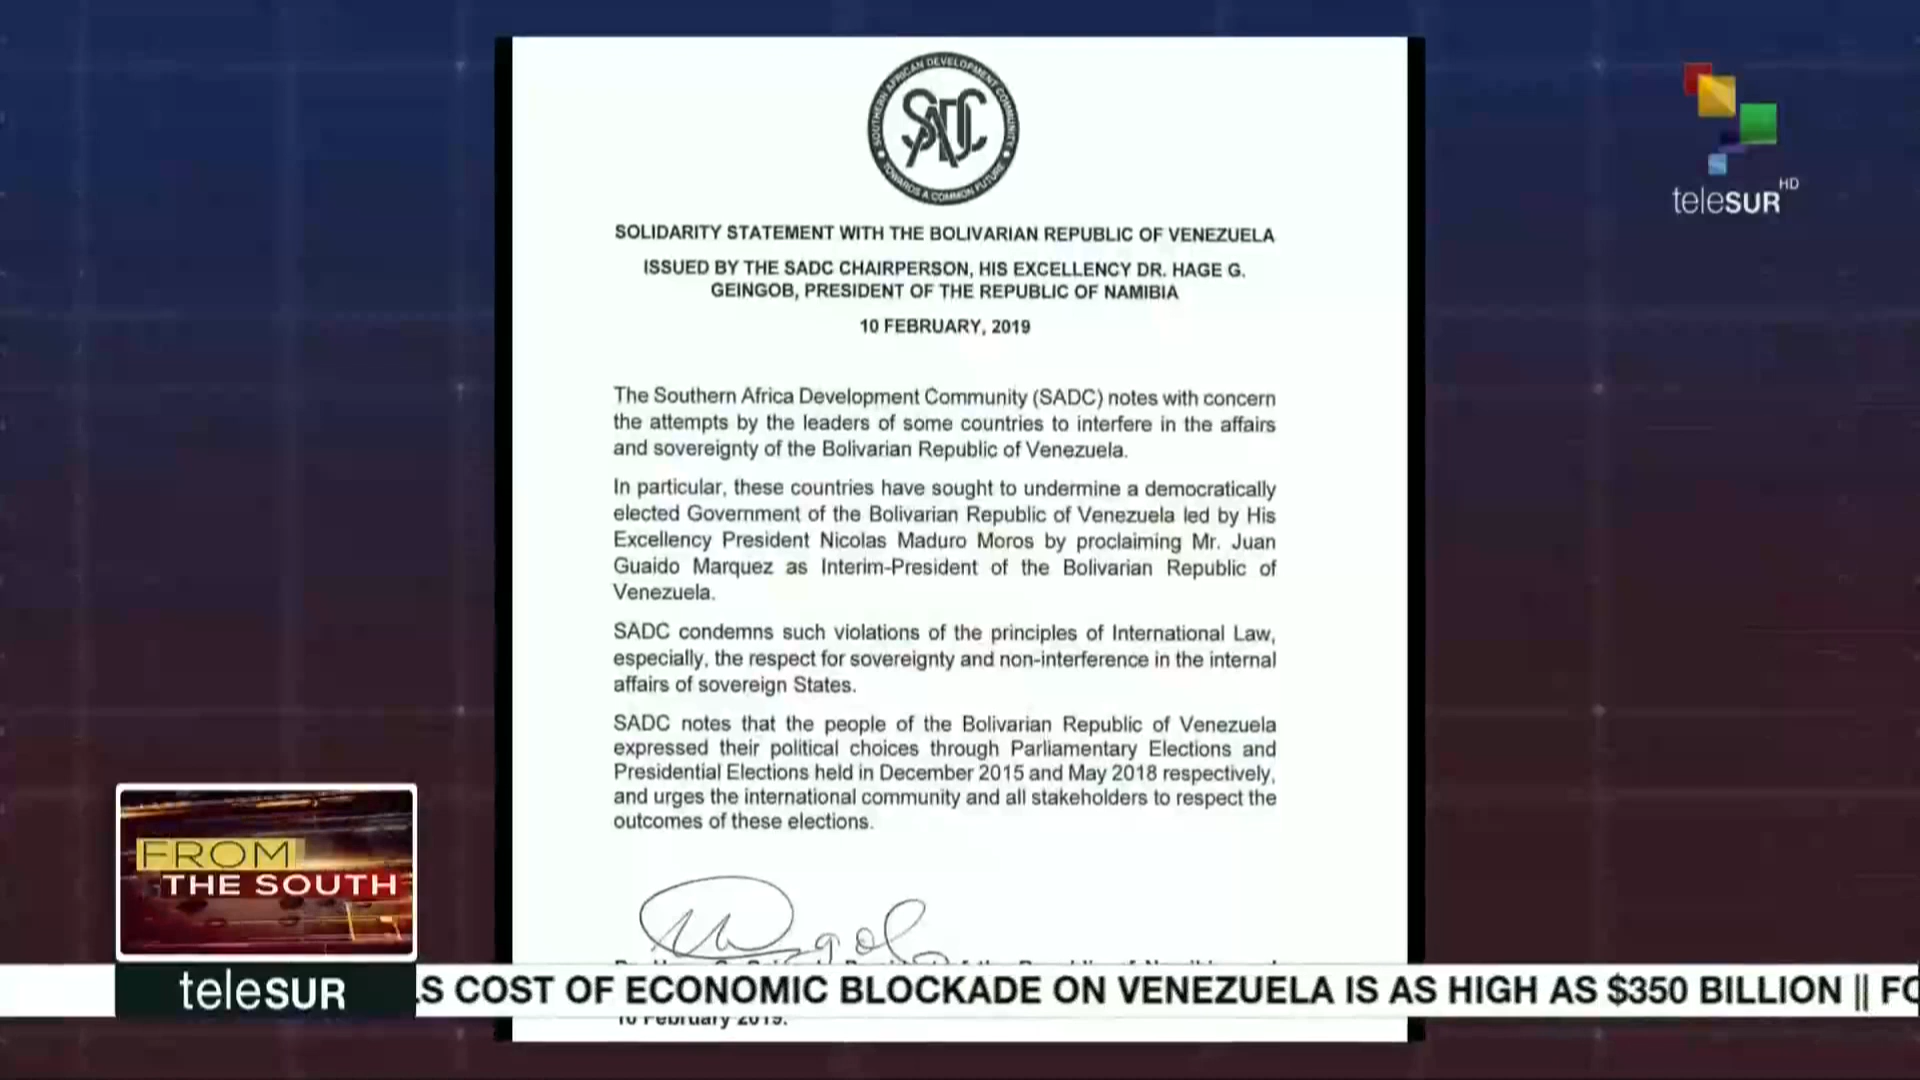 SOUTHERN AFRICAN DEVELOPMENT COMMUNITY
SADC
TOWARDS A COMMON FUTURE
SOLIDARITY STATEMENT WITH THE BOLIVARIAN REPUBLIC OF VENEZUELA
ISSUED BY THE SADC CHAIRPERSON, HIS EXCELLENCY DR. HAGE G.
GEINGOB, PRESIDENT OF THE REPUBLIC OF NAMIBIA
10 FEBRUARY, 2019
The Southern Africa Development Community (SADC) notes with concern
the attempts by the leaders of some countries to interfere in the affairs
and sovereignty of the Bolivarian Republic of Venezuela.
In particular, these countries have sought to undermine a democratically
elected Government of the Bolivarian Republic of Venezuela led by His
Excellency President Nicolas Maduro Moros by proclaiming Mr. Juan
Guaido Marquez as Interim-President of the Bolivarian Republic of
Venezuela.
SADC condemns such violations of the principles of International Law,
especially, the respect for sovereignty and non-interference in the internal
affairs of sovereign States.
SADC notes that the people of the Bolivarian Republic of Venezuela
expressed their political choices through Parliamentary Elections and
Presidential Elections held in December 2015 and May 2018 respectively,
and urges the international community and all stakeholders to respect the
outcomes of these elections.
10 February 2019.
teleSUR HD
FROM
THE SOUTH
teleSUR
S COST OF ECONOMIC BLOCKADE ON VENEZUELA IS AS HIGH AS $350 BILLION || FO